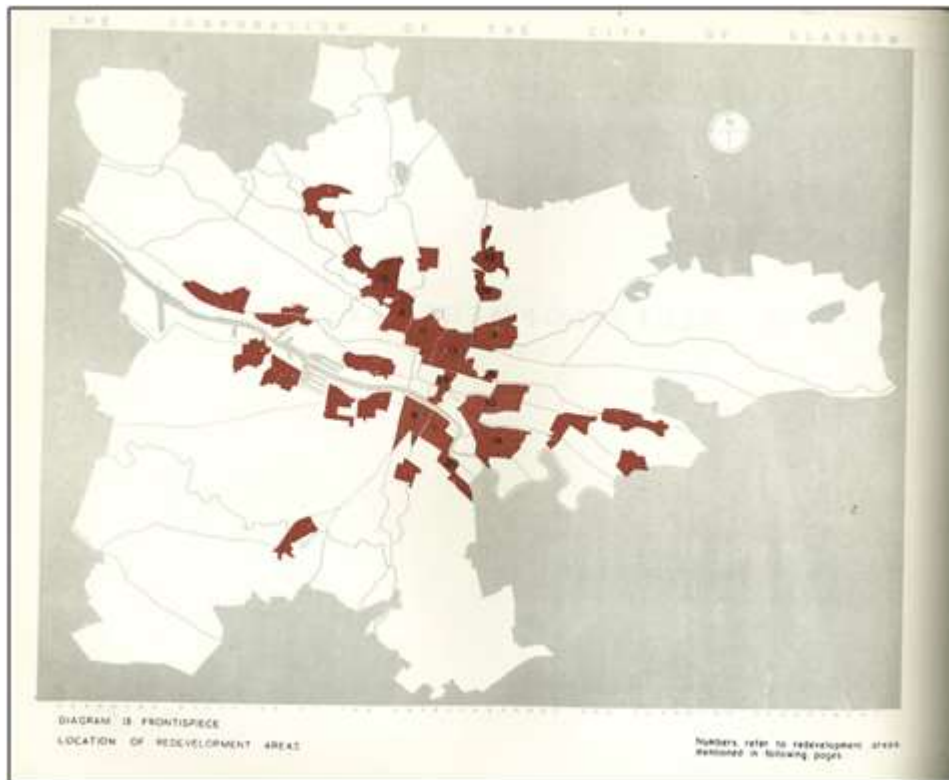 THE CORPORATION OF THE CITY OF GLASGOW
DIAGRAM 18 FRONTISPIECE
LOCATION OF REDEVELOPMENT AREAS
Numbers refer to redevelopment areas
mentioned in following pages